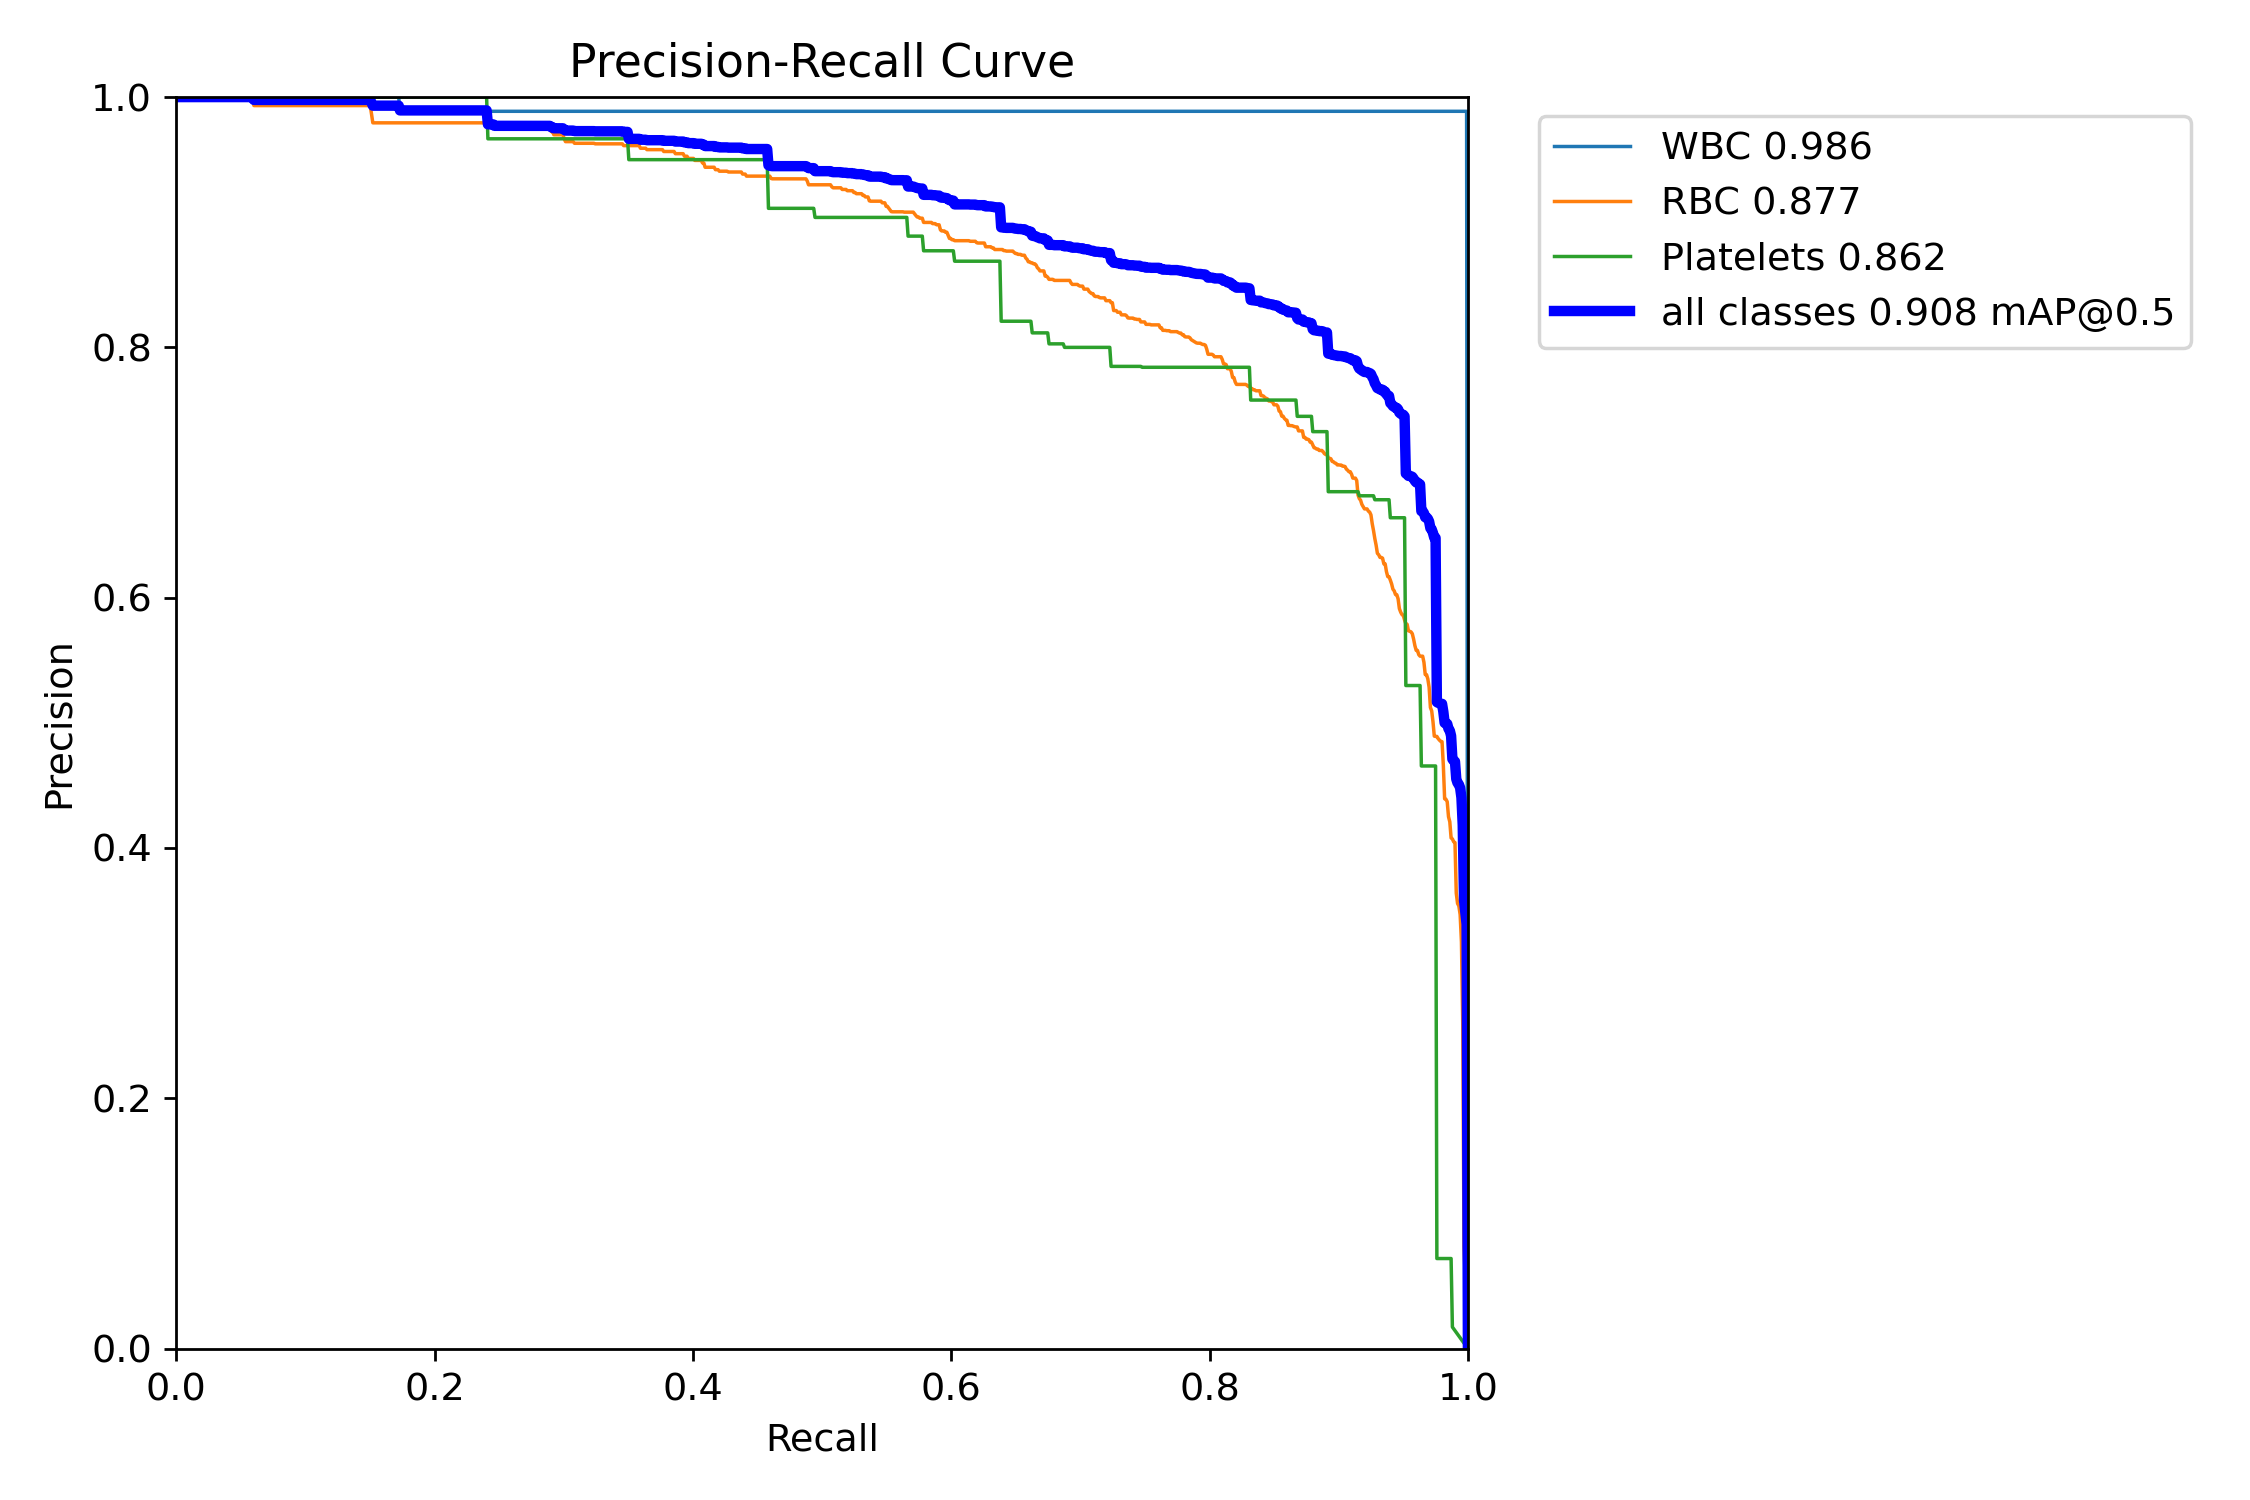 Precision-Recall Curve
1.0
0.8
0.6
0.4
0.2
0.0
Precision
0.0 0.2 0.4 0.6 0.8 1.0
Recall
WBC 0.986
RBC 0.877
Platelets 0.862
all classes 0.908 mAP@0.5